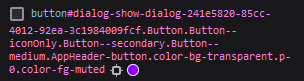 button#dialog-show-dialog-241e5820-85cc-
4012-92ea-3c1984009fcf.Button.Button--
iconOnly.Button--secondary.Button--
medium.AppHeader-button.color-bg-transparent.p-
0.color-fg-muted